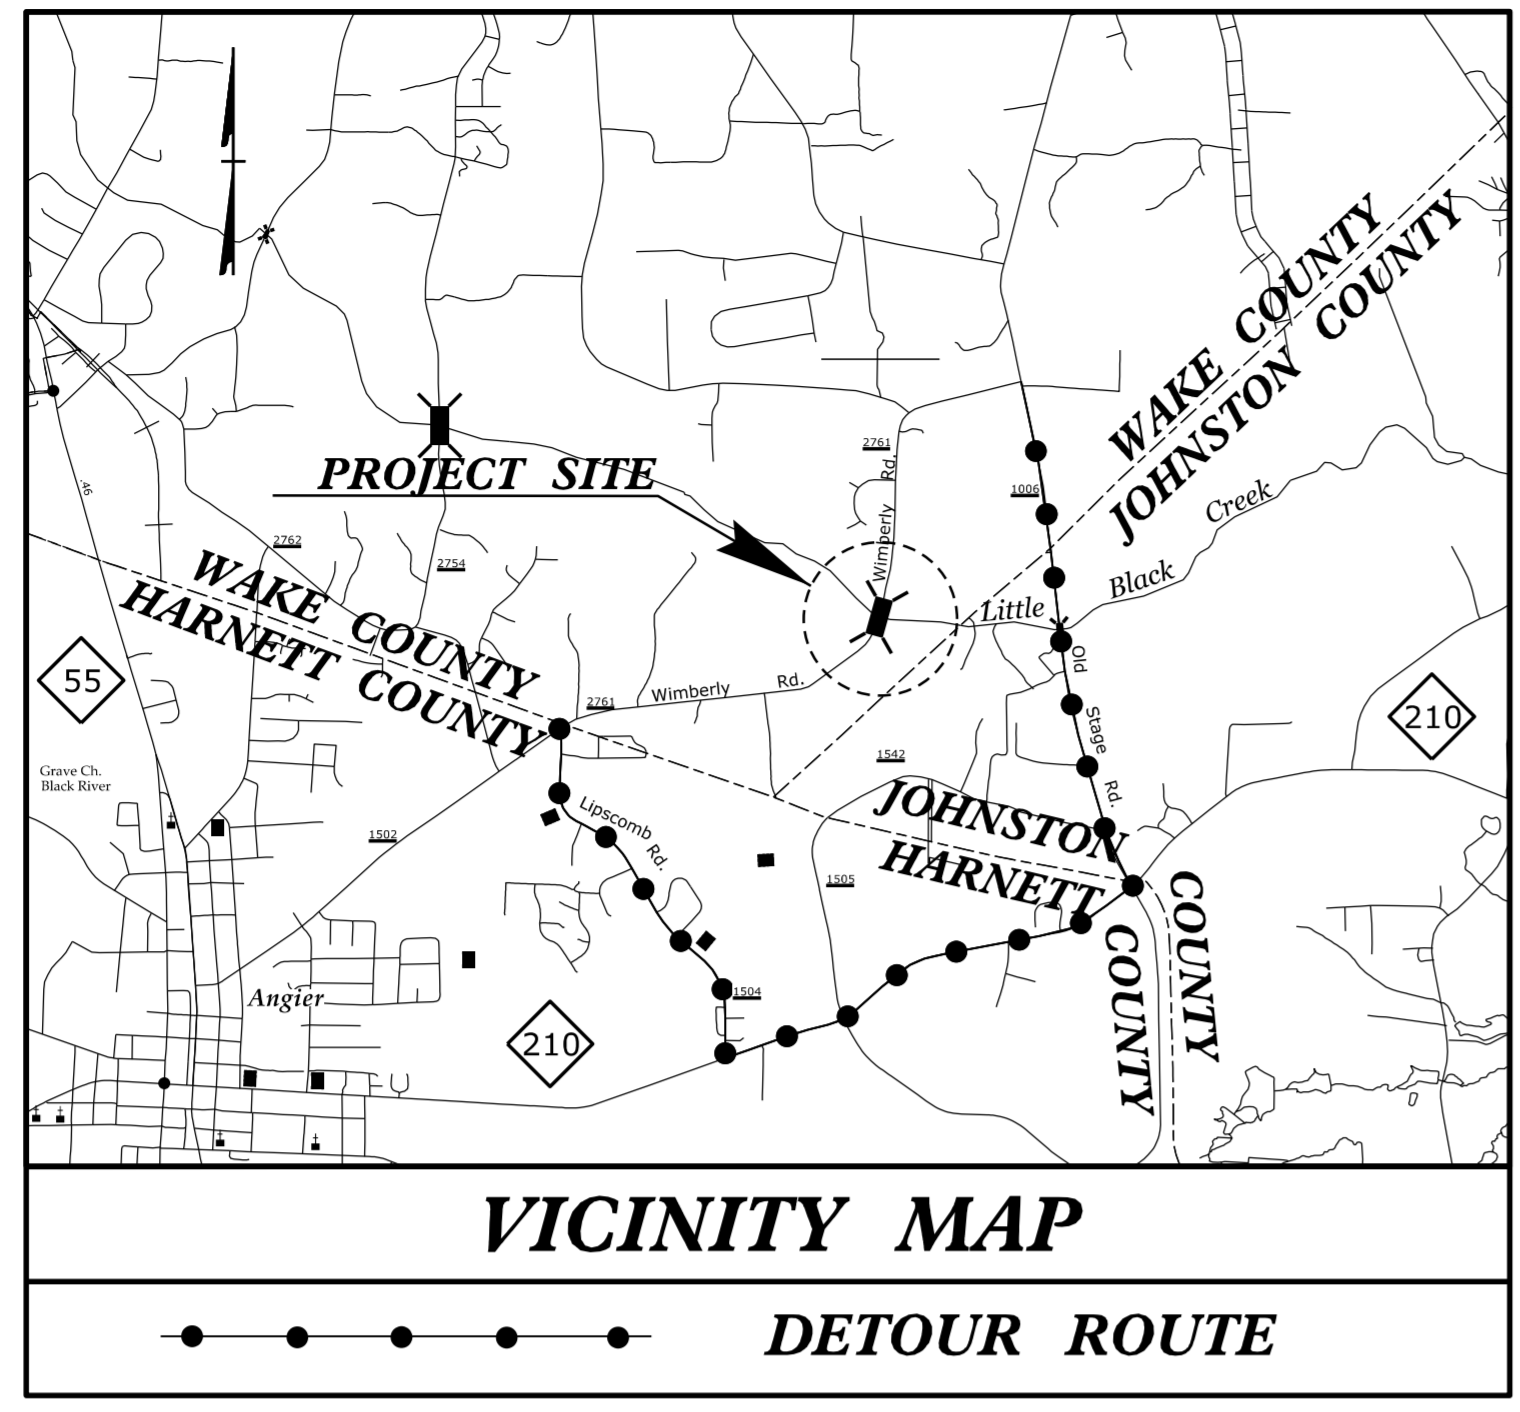 WAKE COUNTY
JOHNSTON COUNTY
2761
Wimberly Rd.
PROJECT SITE
1006
.46
Creek
2762
2754
Black
WAKE COUNTY
HARNETT COUNTY
Little
Old Stage Rd.
55
2761
Wimberly Rd.
210
1542
Grave Ch.
Black River
Lipscomb Rd.
JOHNSTON COUNTY
1502
HARNETT COUNTY
1505
1504
Angier
210
VICINITY MAP
DETOUR ROUTE